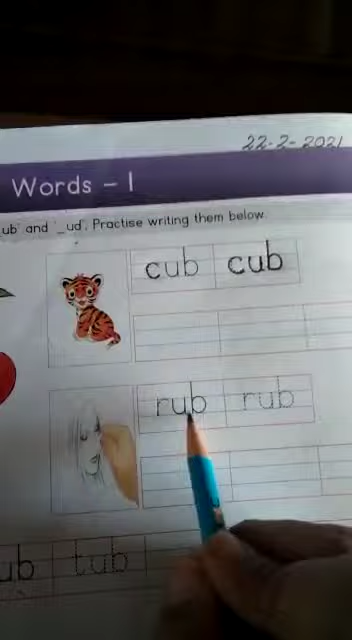 22-2-2021
Words – 1
ub' and '_ud'. Practise writing them below.
cub cub
rub rub
ub tub